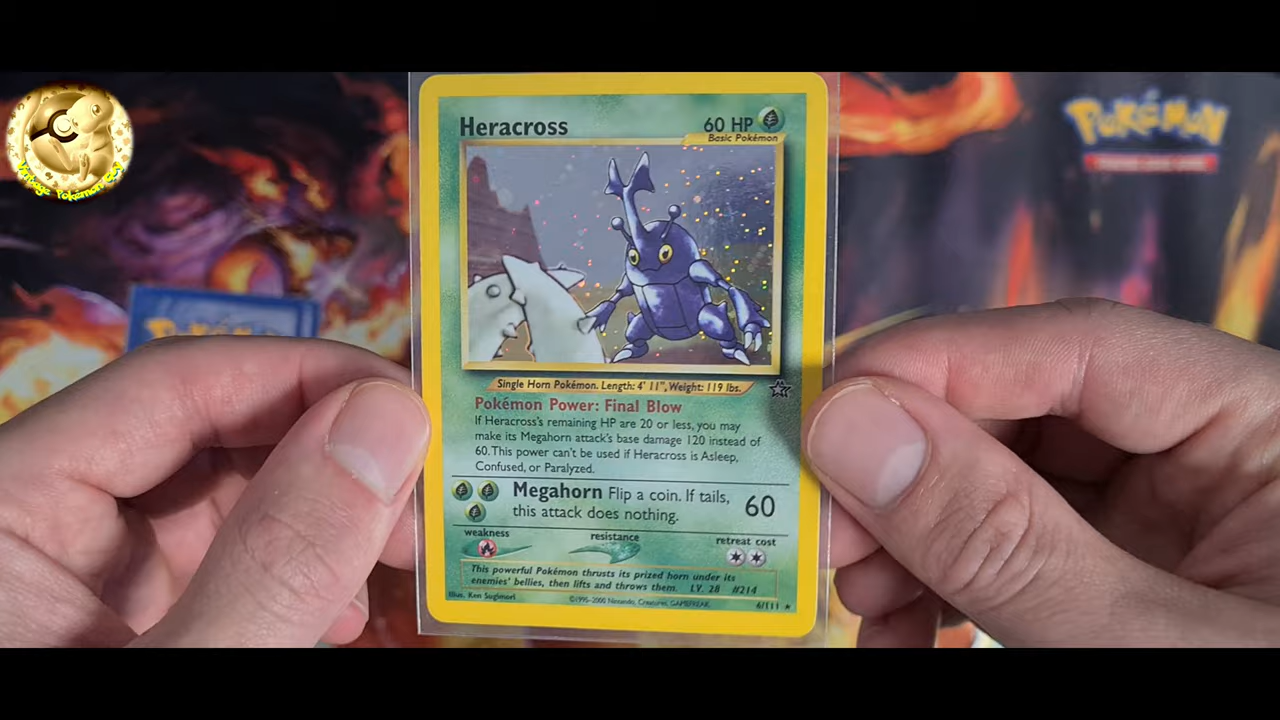 Vintage Pokemon Guy
Pokémon
Pokémon
Heracross
60 HP
Basic Pokémon
Single Horn Pokémon. Length: 4' 11", Weight: 119 lbs.
Pokémon Power: Final Blow
If Heracross's remaining HP are 20 or less, you may
make its Megahorn attack's base damage 120 instead of
60. This power can't be used if Heracross is Asleep,
Confused, or Paralyzed.
Megahorn Flip a coin. If tails,
this attack does nothing.
60
weakness
resistance
retreat cost
This powerful Pokémon thrusts its prized horn under its
enemies' bellies, then lifts and throws them. LV. 28 #214
Illus. Ken Sugimori
©1995-2000 Nintendo, Creatures, GAMEFREAK.
6/111